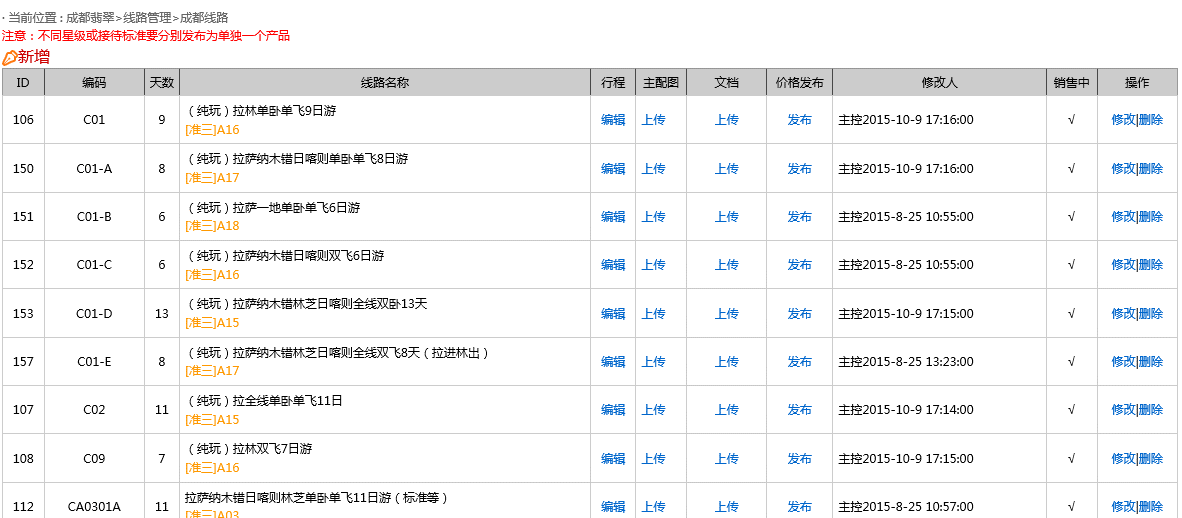 · 当前位置 : 成都翡翠>线路管理>成都线路
注意：不同星级或接待标准要分别发布为单独一个产品
新增
ID 编码 天数 线路名称 行程 主配图 文档 价格发布 修改人 销售中 操作
106 C01 9 （纯玩）拉林单卧单飞9日游 编辑 上传 上传 发布 主控2015-10-9 17:16:00 √ 修改|删除
[准三]A16
150 C01-A 8 （纯玩）拉萨纳木错日喀则单卧单飞8日游 编辑 上传 上传 发布 主控2015-10-9 17:16:00 √ 修改|删除
[准三]A17
151 C01-B 6 （纯玩）拉萨一地单卧单飞6日游 编辑 上传 上传 发布 主控2015-8-25 10:55:00 √ 修改|删除
[准三]A18
152 C01-C 6 （纯玩）拉萨纳木错日喀则双飞6日游 编辑 上传 上传 发布 主控2015-8-25 10:55:00 √ 修改|删除
[准三]A16
153 C01-D 13 （纯玩）拉萨纳木错林芝日喀则全线双卧13天 编辑 上传 上传 发布 主控2015-10-9 17:15:00 √ 修改|删除
[准三]A15
157 C01-E 8 （纯玩）拉萨纳木错林芝日喀则全线双飞8天（拉进林出） 编辑 上传 上传 发布 主控2015-8-25 13:23:00 √ 修改|删除
[准三]A17
107 C02 11 （纯玩）拉全线单卧单飞11日 编辑 上传 上传 发布 主控2015-10-9 17:14:00 √ 修改|删除
[准三]A15
108 C09 7 （纯玩）拉林双飞7日游 编辑 上传 上传 发布 主控2015-10-9 17:15:00 √ 修改|删除
[准三]A16
112 CA0301A 11 拉萨纳木错日喀则林芝单卧单飞11日游（标准等） 编辑 上传 上传 发布 主控2015-8-25 10:57:00 √ 修改|删除
[准三]A03